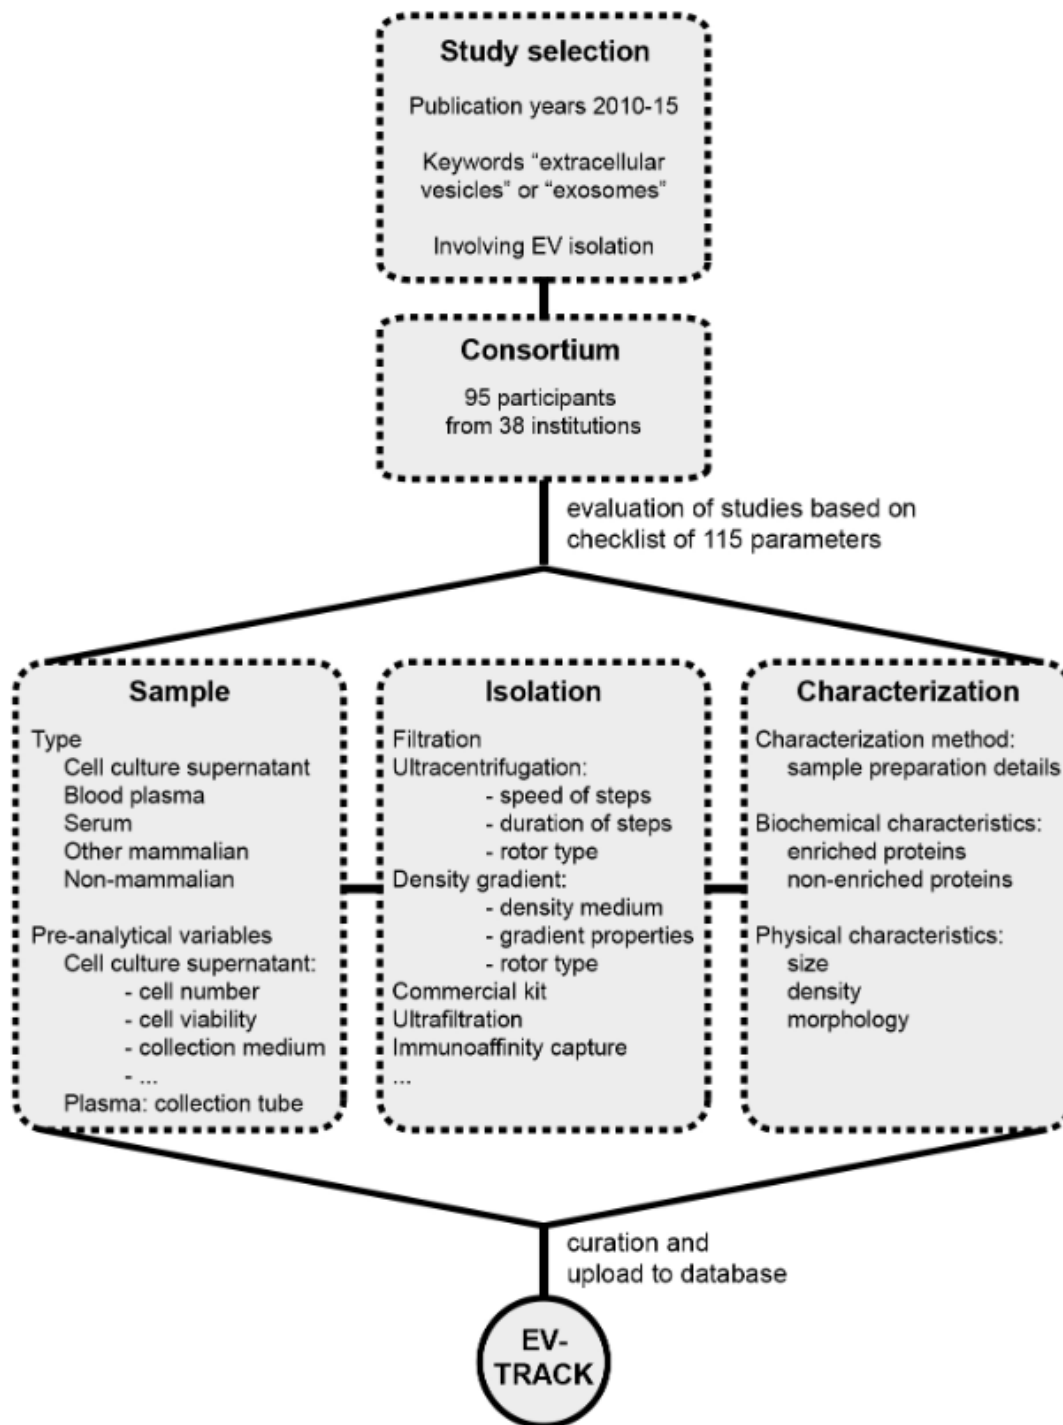 Study selection
Publication years 2010-15
Keywords “extracellular
vesicles” or “exosomes”
Involving EV isolation
Consortium
95 participants
from 38 institutions
evaluation of studies based on
checklist of 115 parameters
Sample
Type
Cell culture supernatant
Blood plasma
Serum
Other mammalian
Non-mammalian
Pre-analytical variables
Cell culture supernatant:
- cell number
- cell viability
- collection medium
- ...
Plasma: collection tube
Isolation
Filtration
Ultracentrifugation:
- speed of steps
- duration of steps
- rotor type
Density gradient:
- density medium
- gradient properties
- rotor type
Commercial kit
Ultrafiltration
Immunoaffinity capture
...
Characterization
Characterization method:
sample preparation details
Biochemical characteristics:
enriched proteins
non-enriched proteins
Physical characteristics:
size
density
morphology
curation and
upload to database
EV-
TRACK